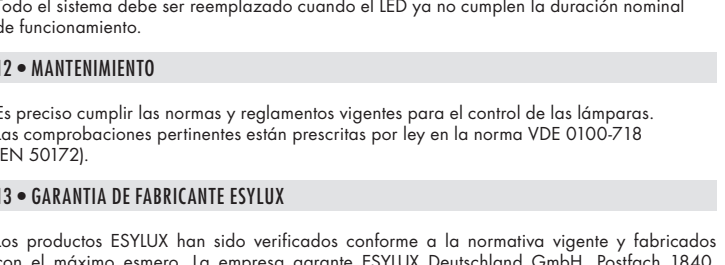 Todo el sistema debe ser reemplazado cuando el LED ya no cumplen la duración nominal
de funcionamiento.
12 • MANTENIMIENTO
Es preciso cumplir las normas y reglamentos vigentes para el control de las lámparas.
Las comprobaciones pertinentes están prescritas por ley en la norma VDE 0100-718
(EN 50172).
13 • GARANTIA DE FABRICANTE ESYLUX
Los productos ESYLUX han sido verificados conforme a la normativa vigente y fabricados
con el máximo esmero. La empresa garante ESYLUX Deutschland GmbH, Postfach 1840,